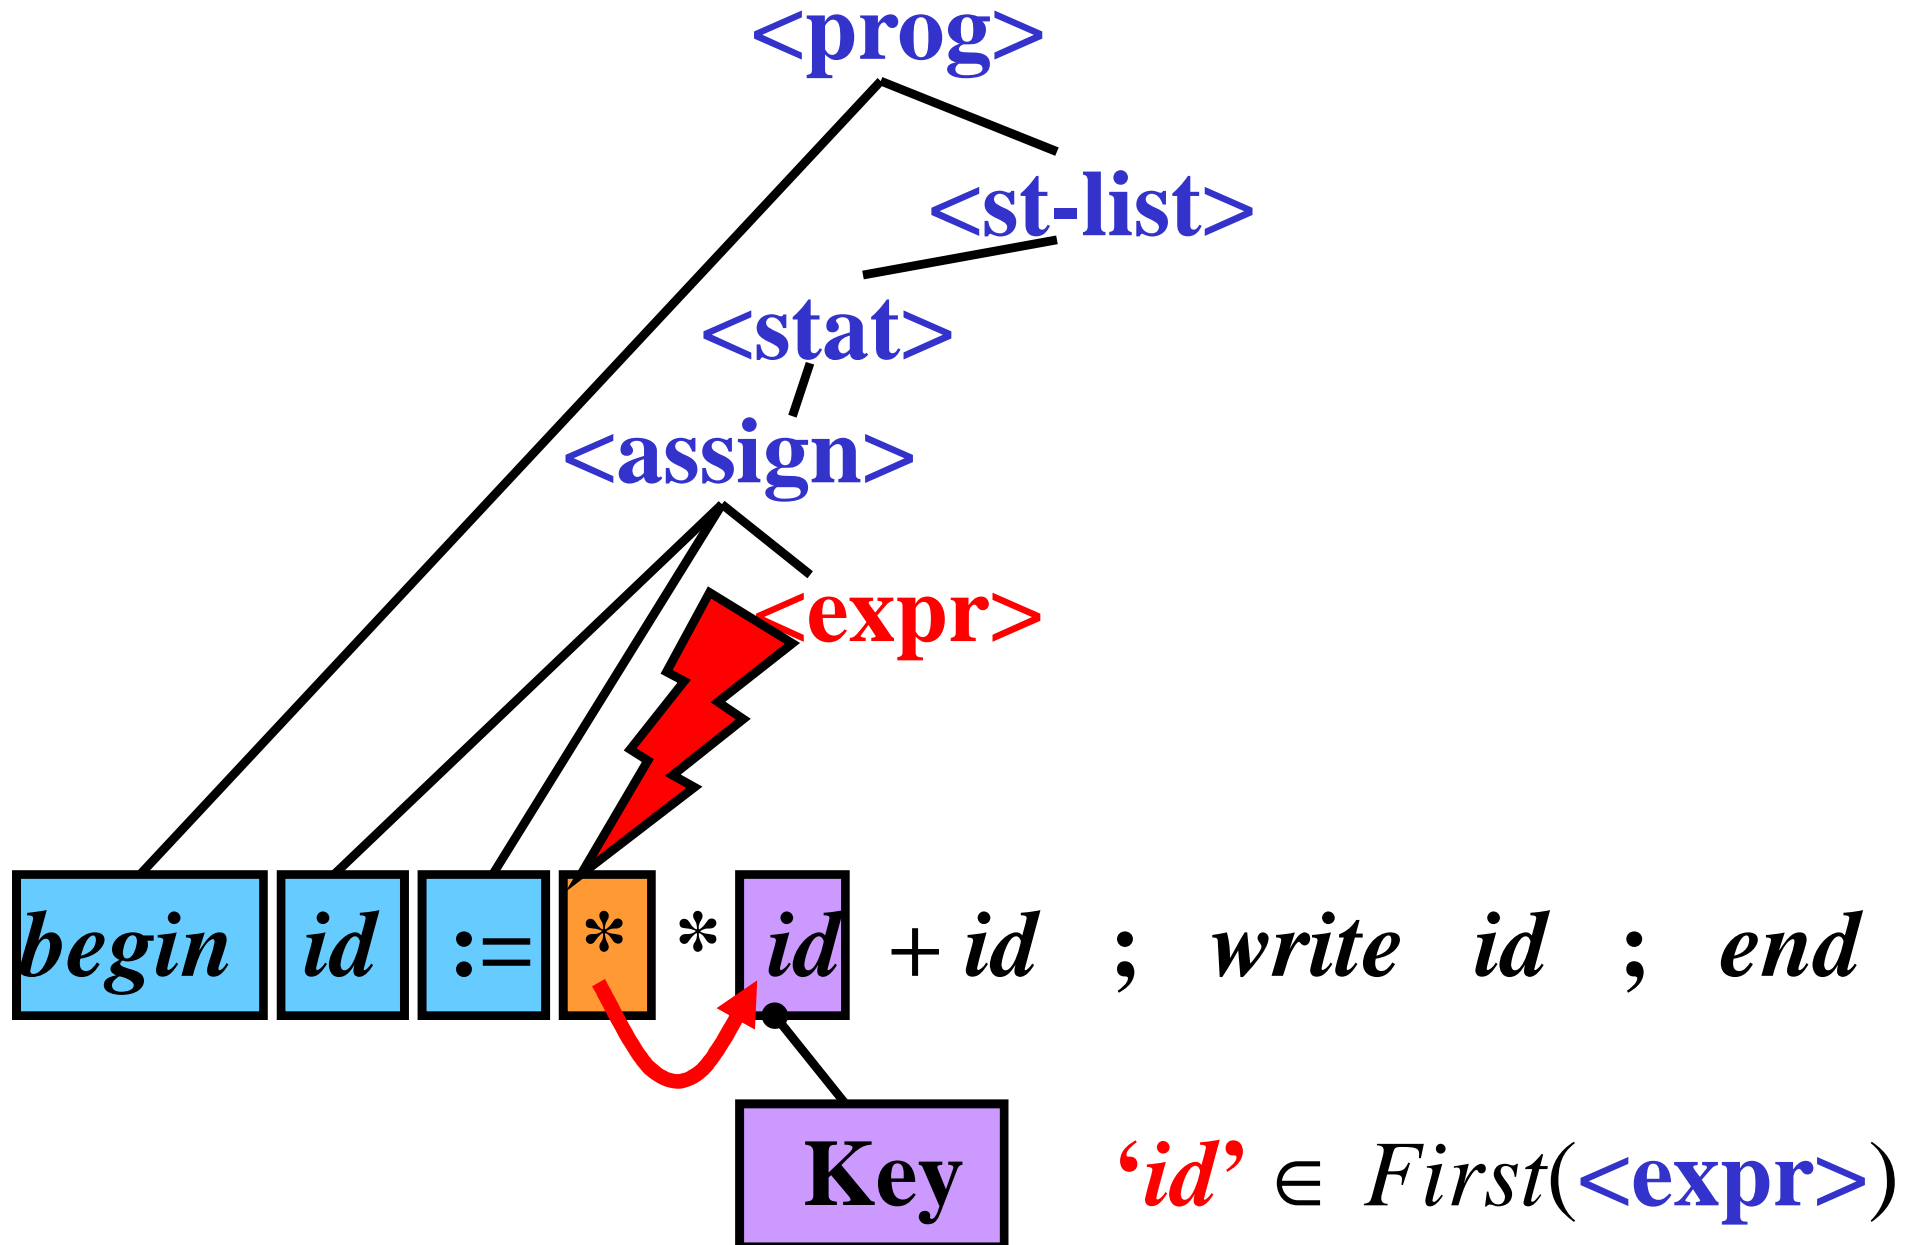 <prog>
<st-list>
<stat>
<assign>
<expr>
begin id := * * id + id ; write id ; end
Key ‘id’ ∈ First(<expr>)